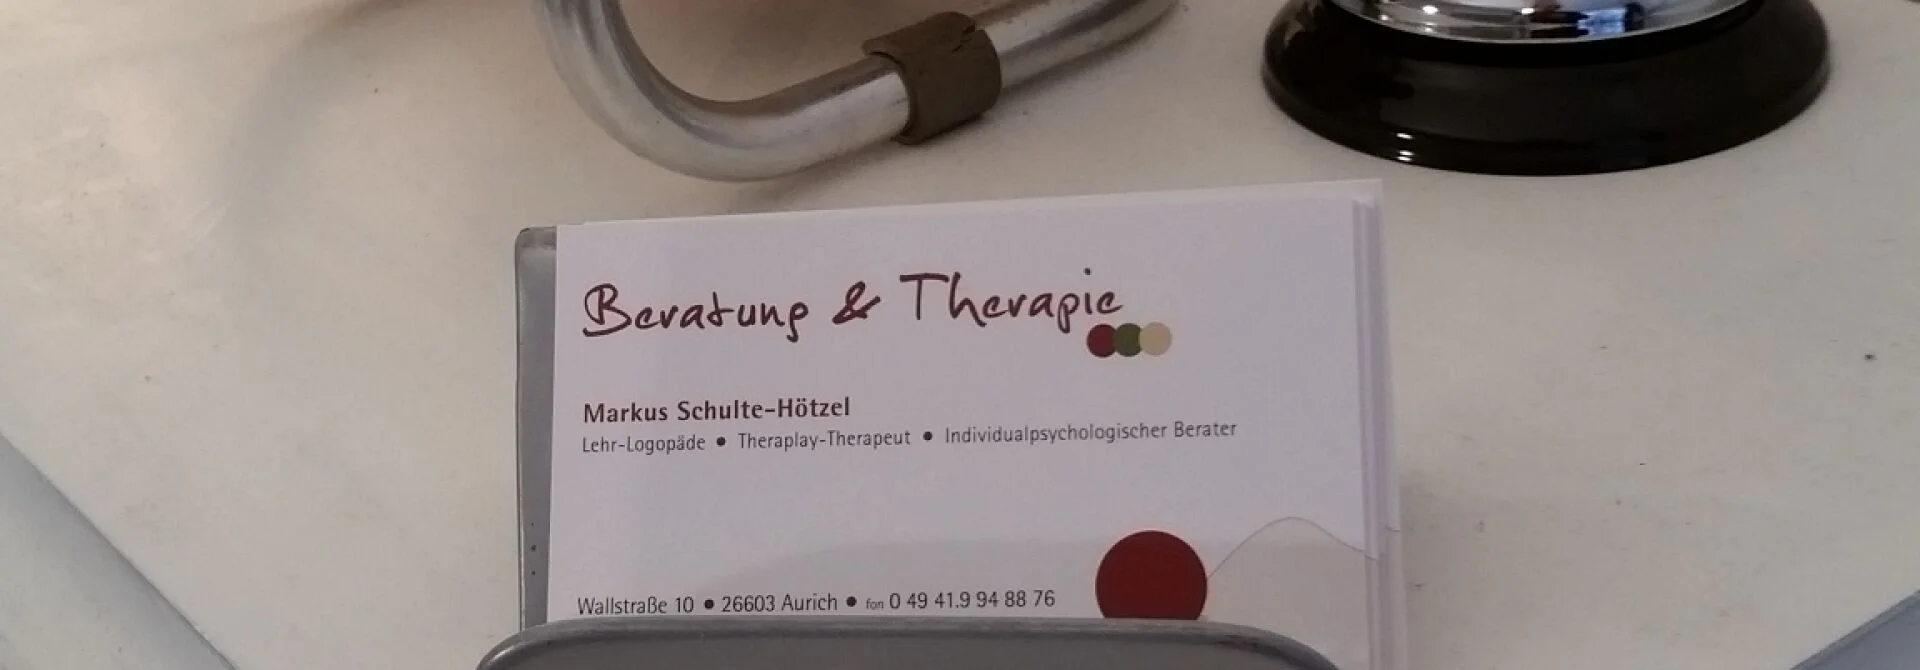 Beratung & Therapie
Markus Schulte-Hötzel
Lehr-Logopäde • Theraplay-Therapeut • Individualpsychologischer Berater
Wallstraße 10 • 26603 Aurich • fon 0 49 41.9 94 88 76